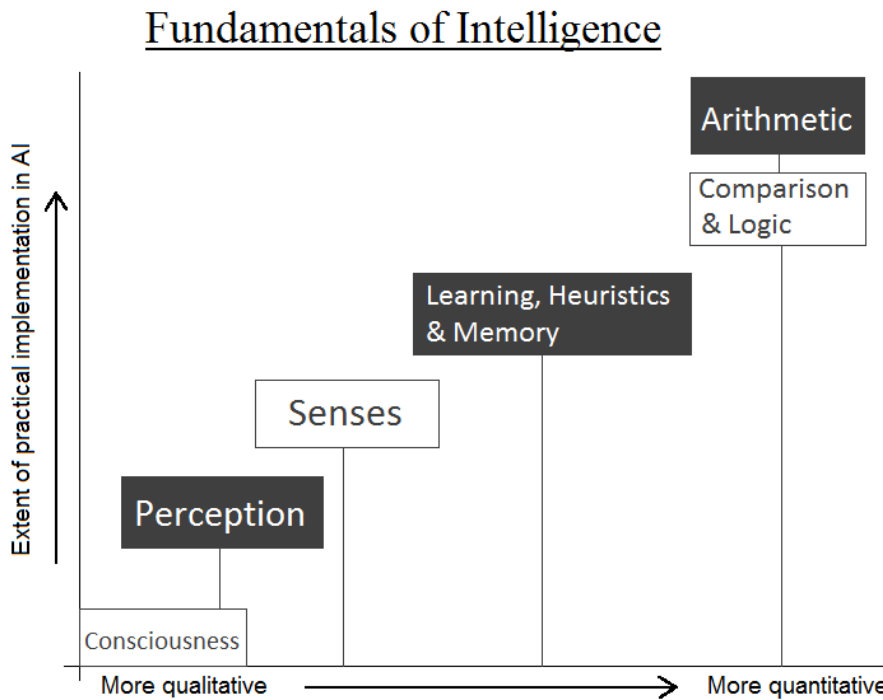 Fundamentals of Intelligence
Extent of practical implementation in AI
Arithmetic
Comparison
& Logic
Learning, Heuristics
& Memory
Senses
Perception
Consciousness
More qualitative
More quantitative